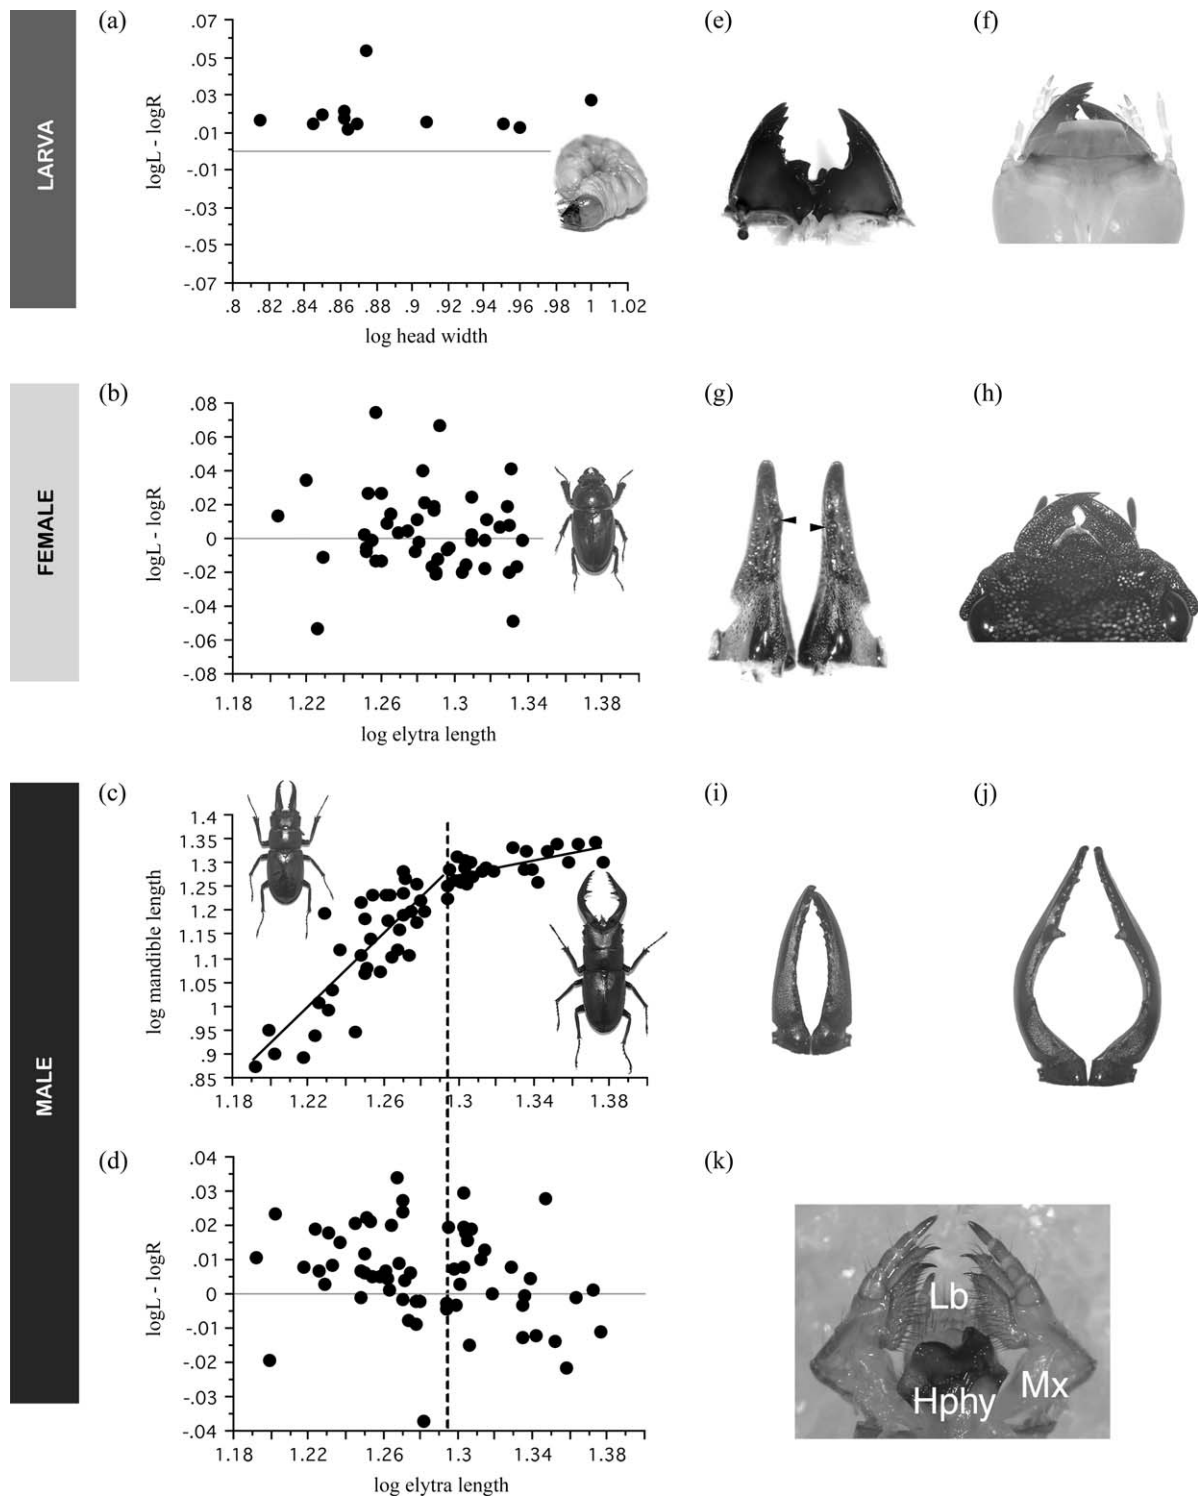 LARVA
(a)
.07
.05
.03
.01
-.01
-.03
-.05
-.07
logL - logR
.8 .82 .84 .86 .88 .9 .92 .94 .96 .98 1 1.02
log head width
(e)
(f)
FEMALE
(b)
.08
.06
.04
.02
0
-.02
-.04
-.06
-.08
logL - logR
1.18 1.22 1.26 1.3 1.34 1.38
log elytra length
(g)
(h)
MALE
(c)
1.4
1.35
1.3
1.25
1.2
1.15
1.1
1.05
1
.95
.9
.85
log mandible length
1.18 1.22 1.26 1.3 1.34 1.38
(i)
(j)
(d)
.04
.03
.02
.01
0
-.01
-.02
-.03
-.04
logL - logR
1.18 1.22 1.26 1.3 1.34 1.38
log elytra length
(k)
Lb
Hphy
Mx